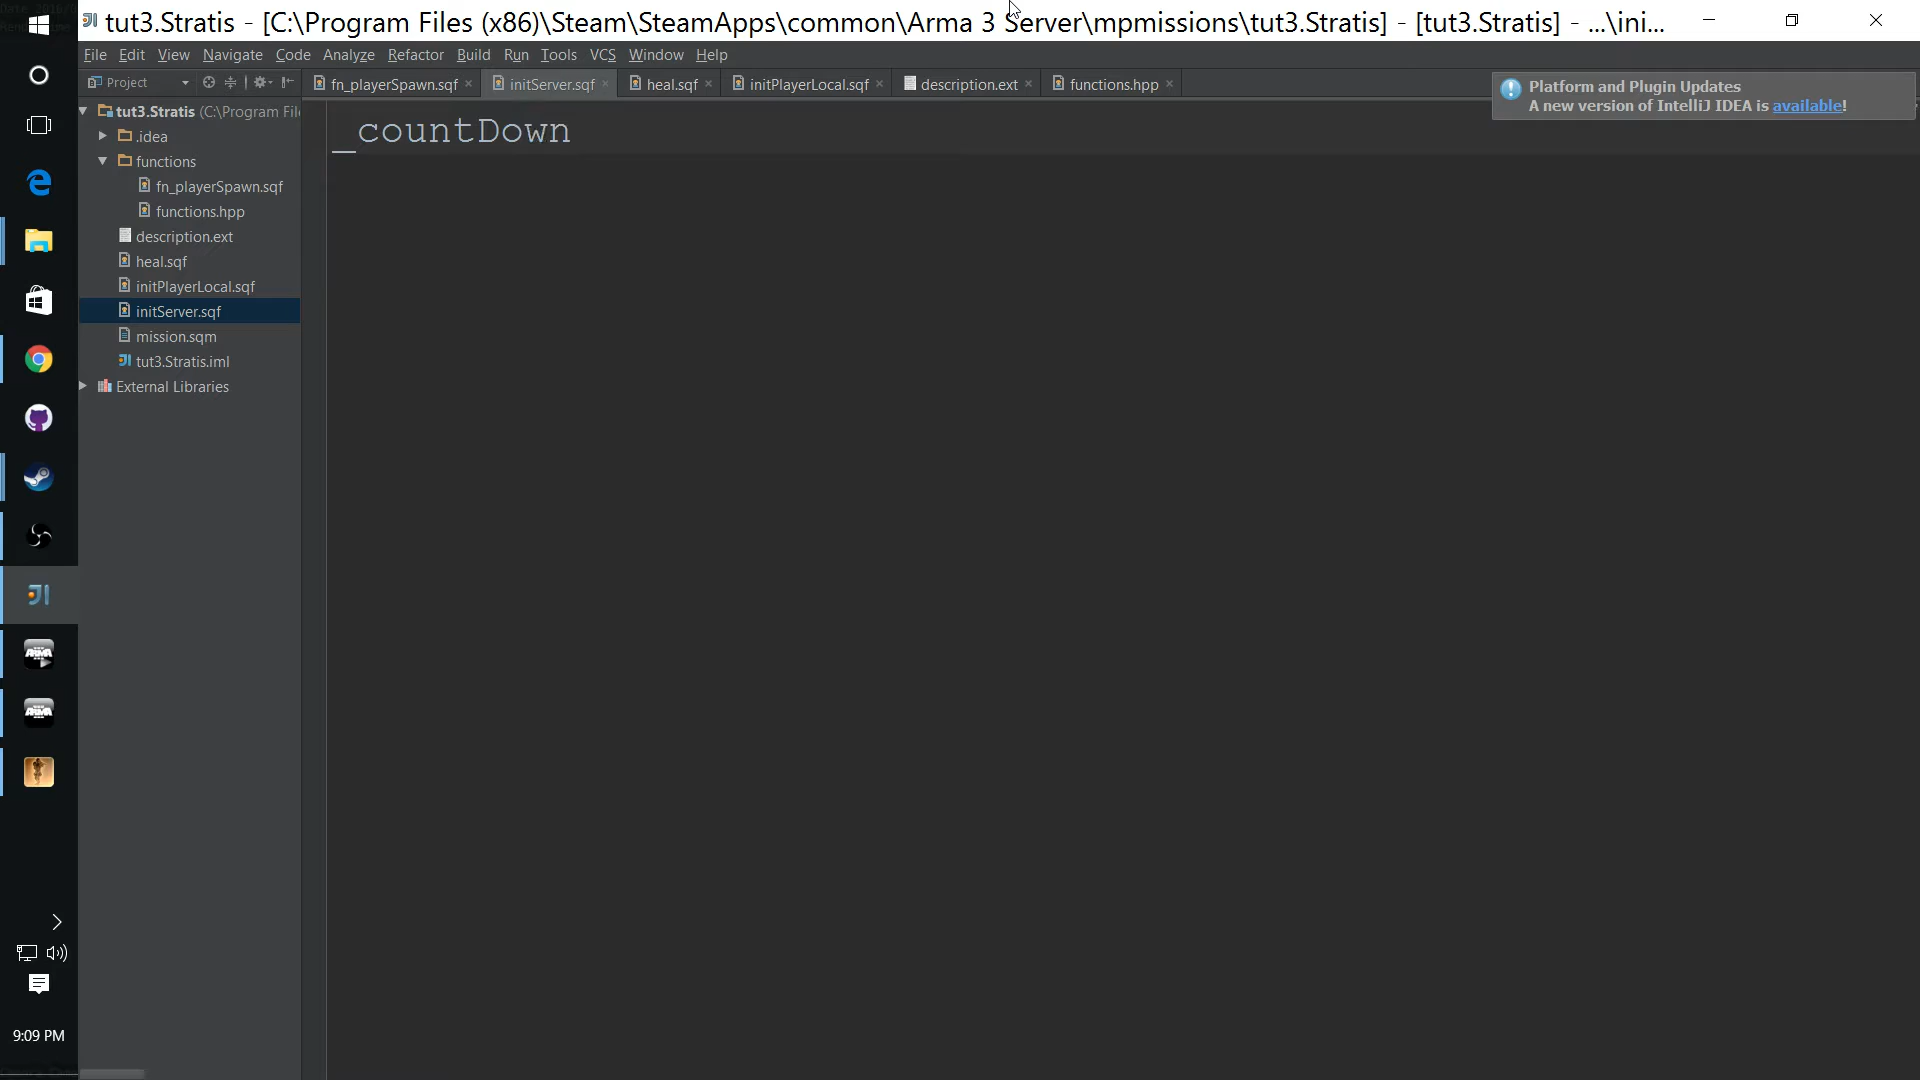 tut3.Stratis - [C:\Program Files (x86)\Steam\SteamApps\common\Arma 3 Server\mpmissions\tut3.Stratis] - [tut3.Stratis] - ...\ini...
File Edit View Navigate Code Analyze Refactor Build Run Tools VCS Window Help
Project
fn_playerSpawn.sqf initServer.sqf heal.sqf initPlayerLocal.sqf description.ext functions.hpp
Platform and Plugin Updates
A new version of IntelliJ IDEA is available!
tut3.Stratis (C:\Program File
.idea
functions
fn_playerSpawn.sqf
functions.hpp
description.ext
heal.sqf
initPlayerLocal.sqf
initServer.sqf
mission.sqm
tut3.Stratis.iml
External Libraries
_countDown
ARMA
ARMA
9:09 PM